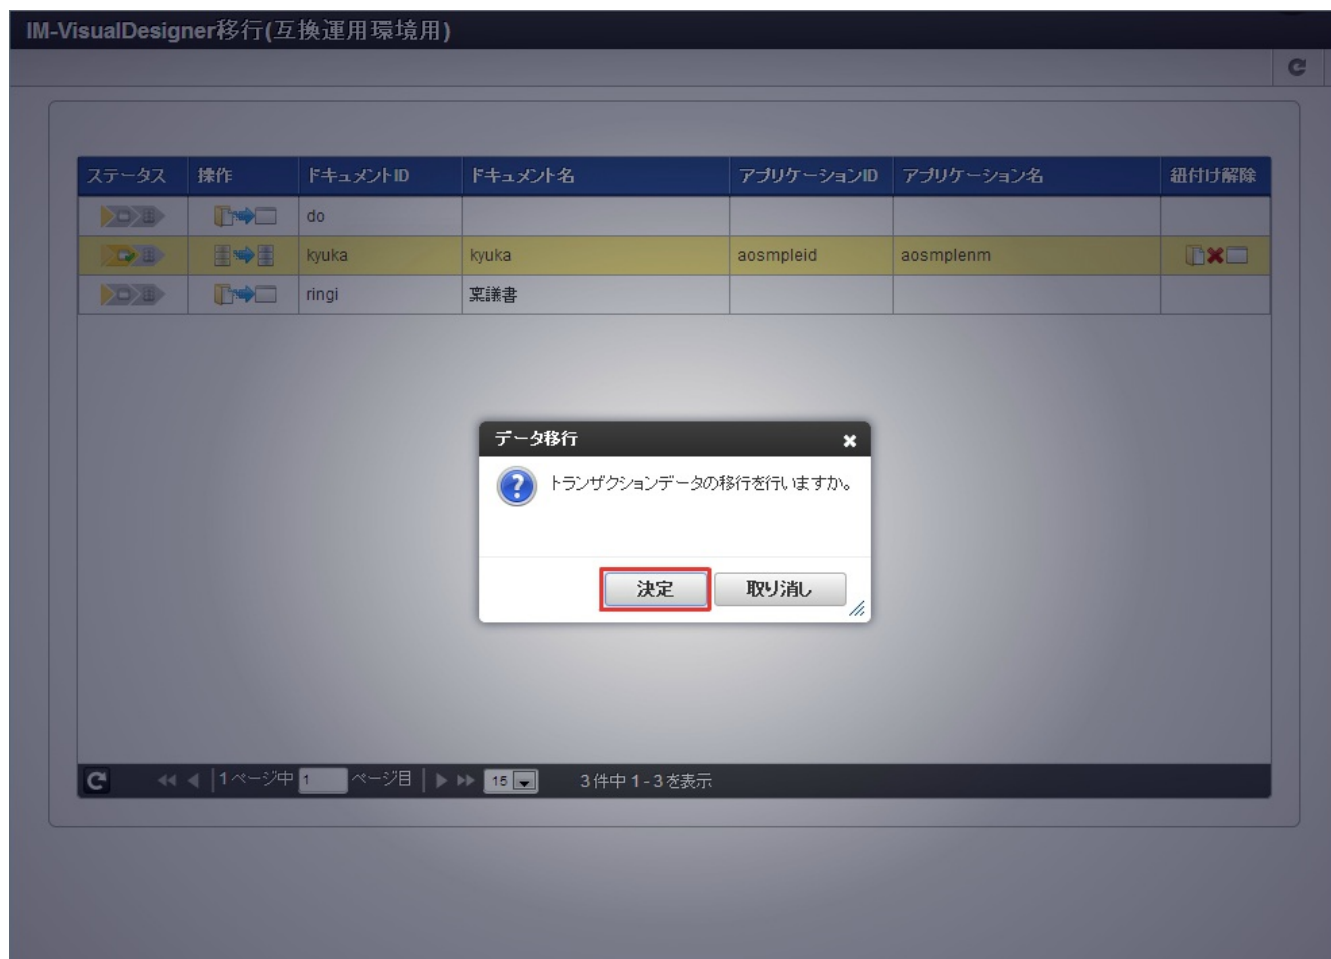 IM-VisualDesigner移行(互換運用環境用)
ステータス 操作 ドキュメントID ドキュメント名 アプリケーションID アプリケーション名 紐付け解除
do
kyuka kyuka aosmpleid aosmplenm
ringi 稟議書
データ移行
トランザクションデータの移行を行いますか。
決定 取り消し
1 ページ中 1 ページ目 15 3 件中 1 - 3 を表示